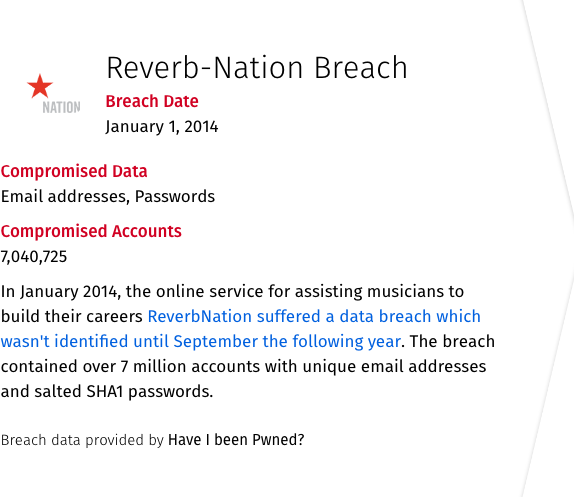 Reverb-Nation Breach
NATION
Breach Date
January 1, 2014
Compromised Data
Email addresses, Passwords
Compromised Accounts
7,040,725
In January 2014, the online service for assisting musicians to
build their careers ReverbNation suffered a data breach which
wasn't identified until September the following year. The breach
contained over 7 million accounts with unique email addresses
and salted SHA1 passwords.
Breach data provided by Have I been Pwned?